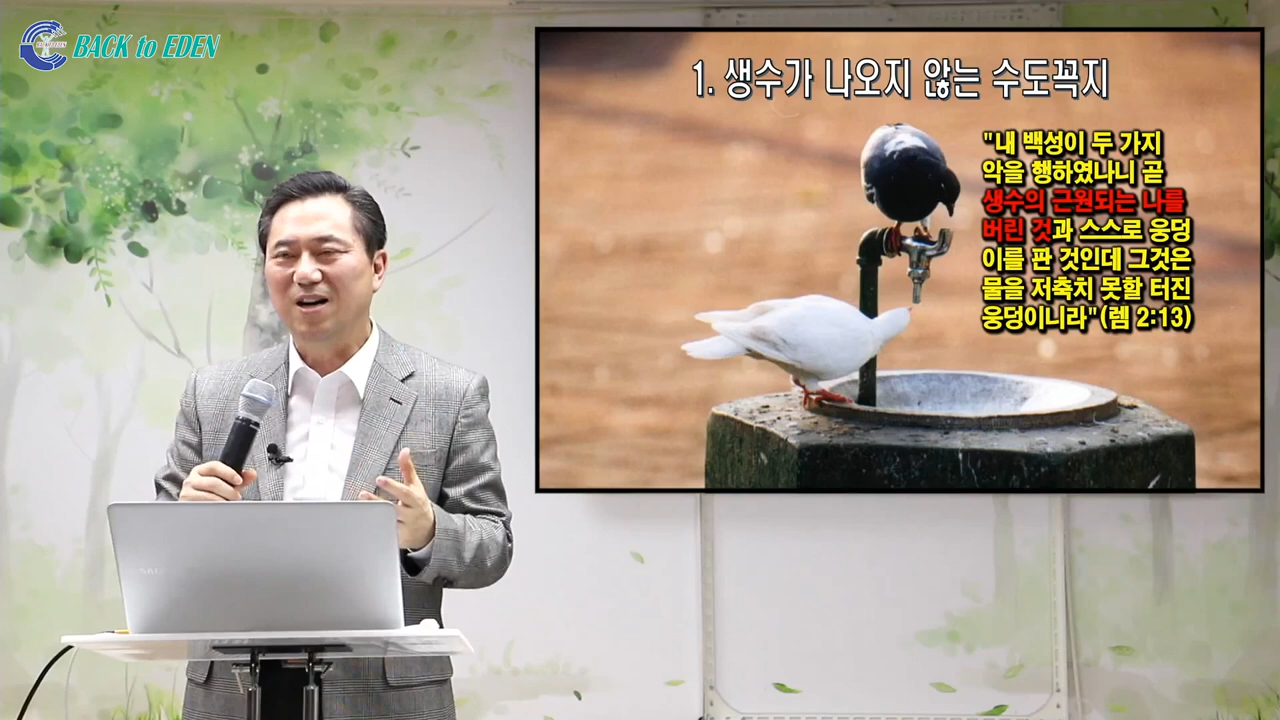 BACK to EDEN
1. 생수가 나오지 않는 수도꼭지
"내 백성이 두 가지
악을 행하였나니 곧
생수의 근원되는 나를
버린 것과 스스로 웅덩
이를 판 것인데 그것은
물을 저축치 못할 터진
웅덩이니라"(렘 2:13)